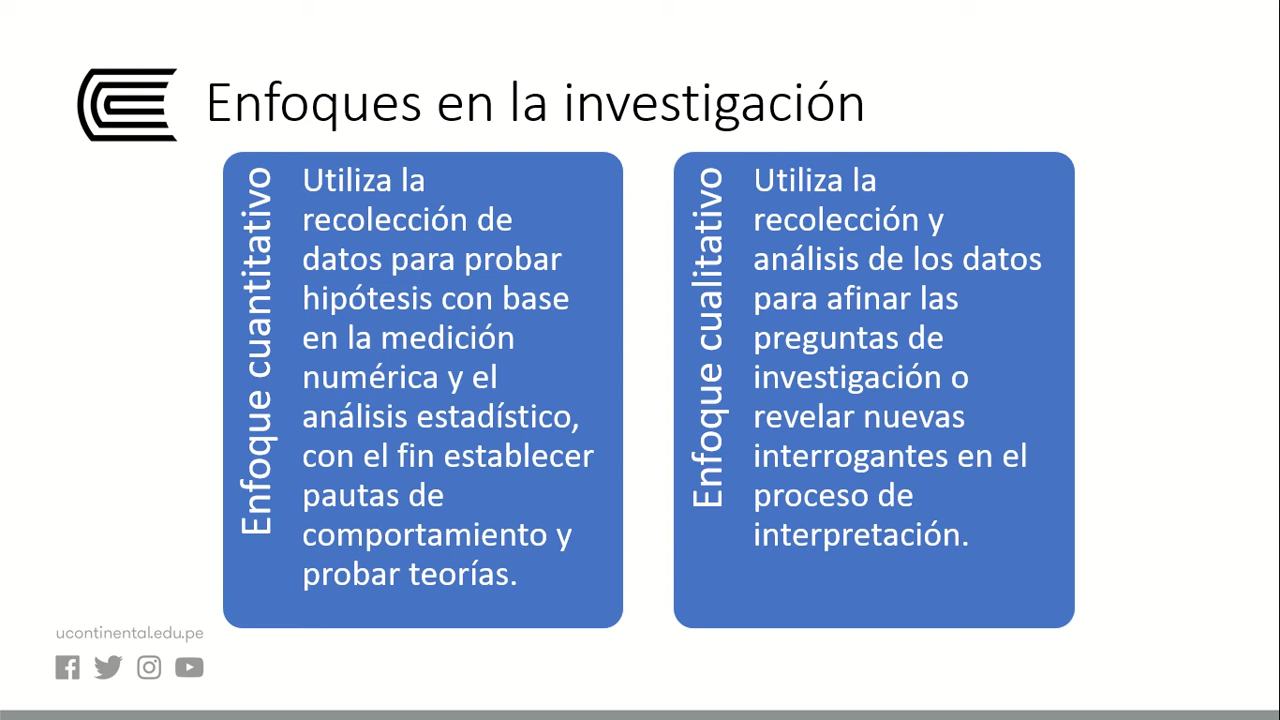 Enfoques en la investigación
Enfoque cuantitativo
Utiliza la
recolección de
datos para probar
hipótesis con base
en la medición
numérica y el
análisis estadístico,
con el fin establecer
pautas de
comportamiento y
probar teorías.
Enfoque cualitativo
Utiliza la
recolección y
análisis de los datos
para afinar las
preguntas de
investigación o
revelar nuevas
interrogantes en el
proceso de
interpretación.
ucontinental.edu.pe